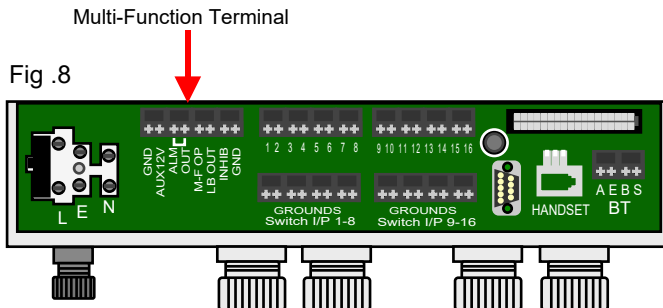 Multi-Function Terminal
Fig .8
GND
AUX12V
ALM
OUT
M-F OP
LB OUT
INHIB
GND
1 2 3 4 5 6 7 8
9 10 11 12 13 14 15 16
L E N
GROUNDS
Switch I/P 1-8
GROUNDS
Switch I/P 9-16
HANDSET
A E B S
BT